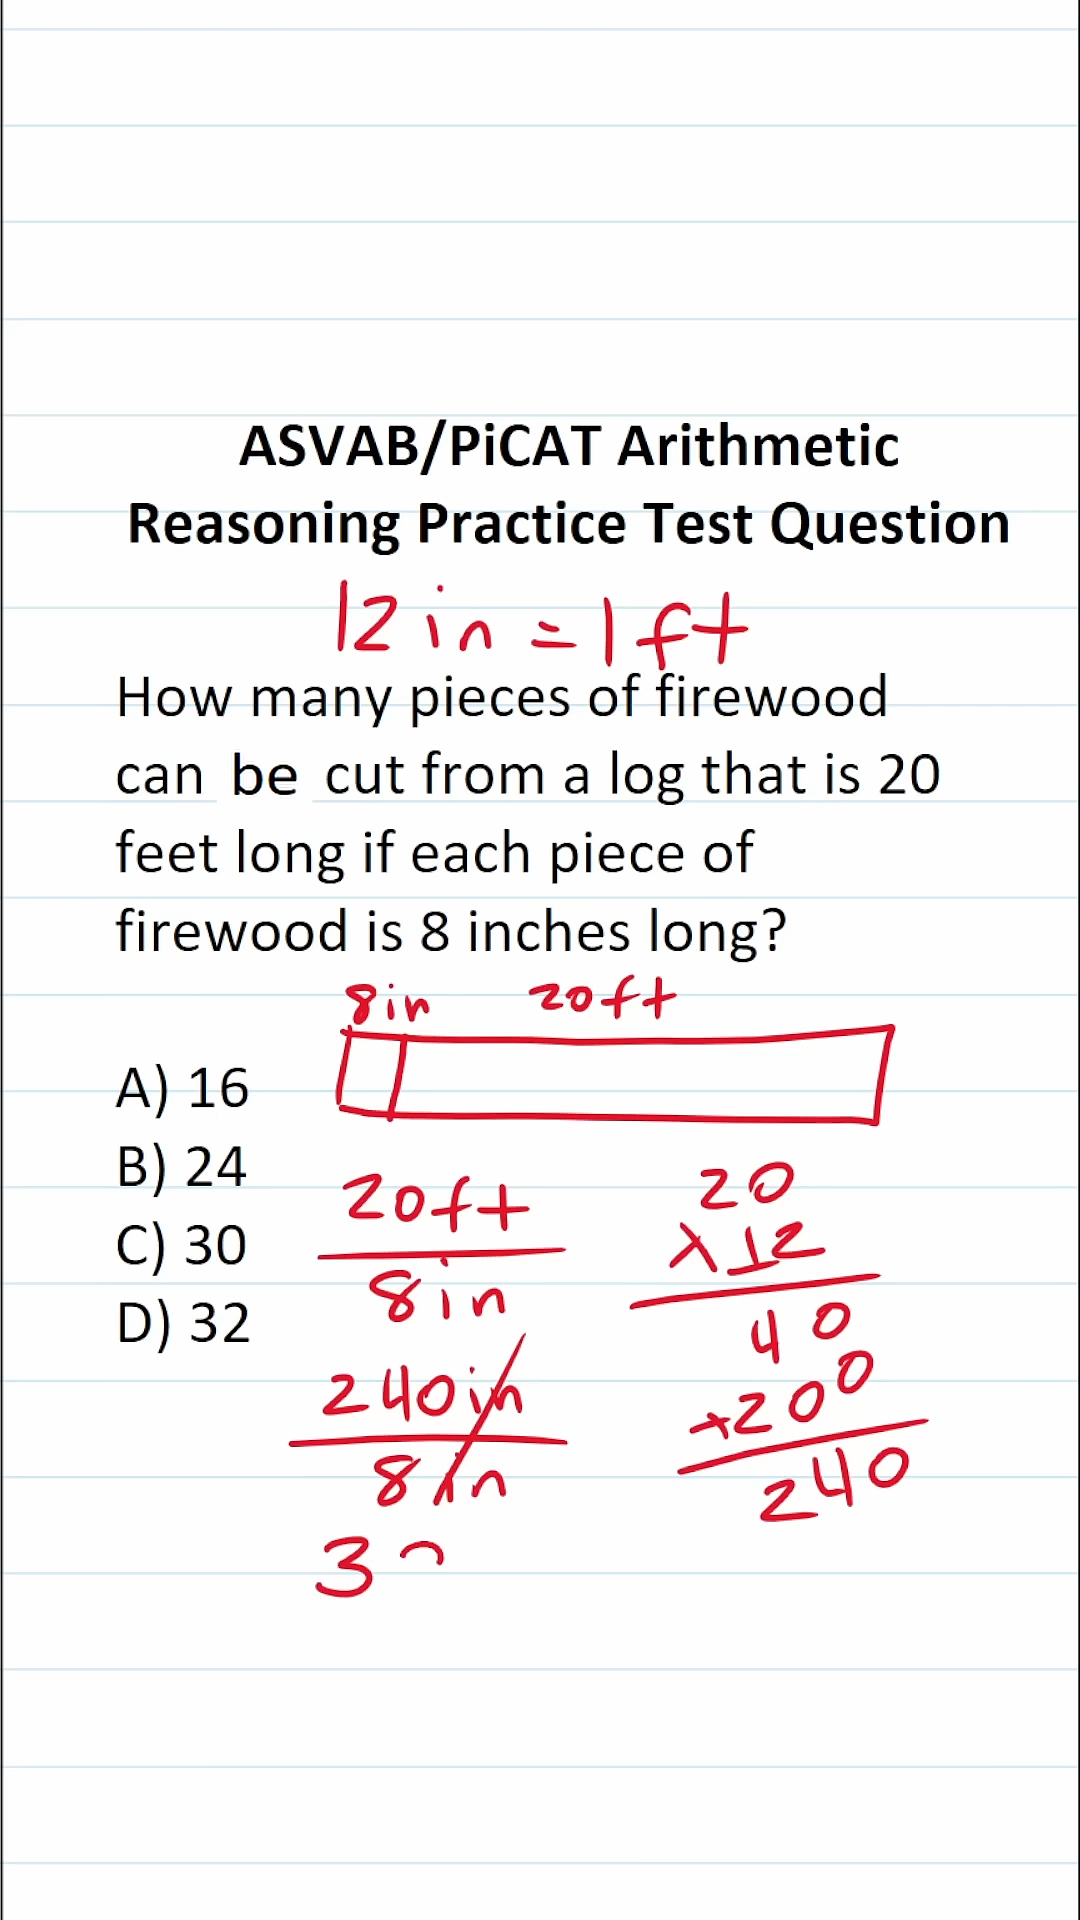 ASVAB/PiCAT Arithmetic
Reasoning Practice Test Question
12 in = 1 ft
How many pieces of firewood
can be cut from a log that is 20
feet long if each piece of
firewood is 8 inches long?
8 in 20 ft
A) 16
B) 24
C) 30
D) 32
20 ft
8 in
240 in
8 in
3
20
x 12
40
+200
240